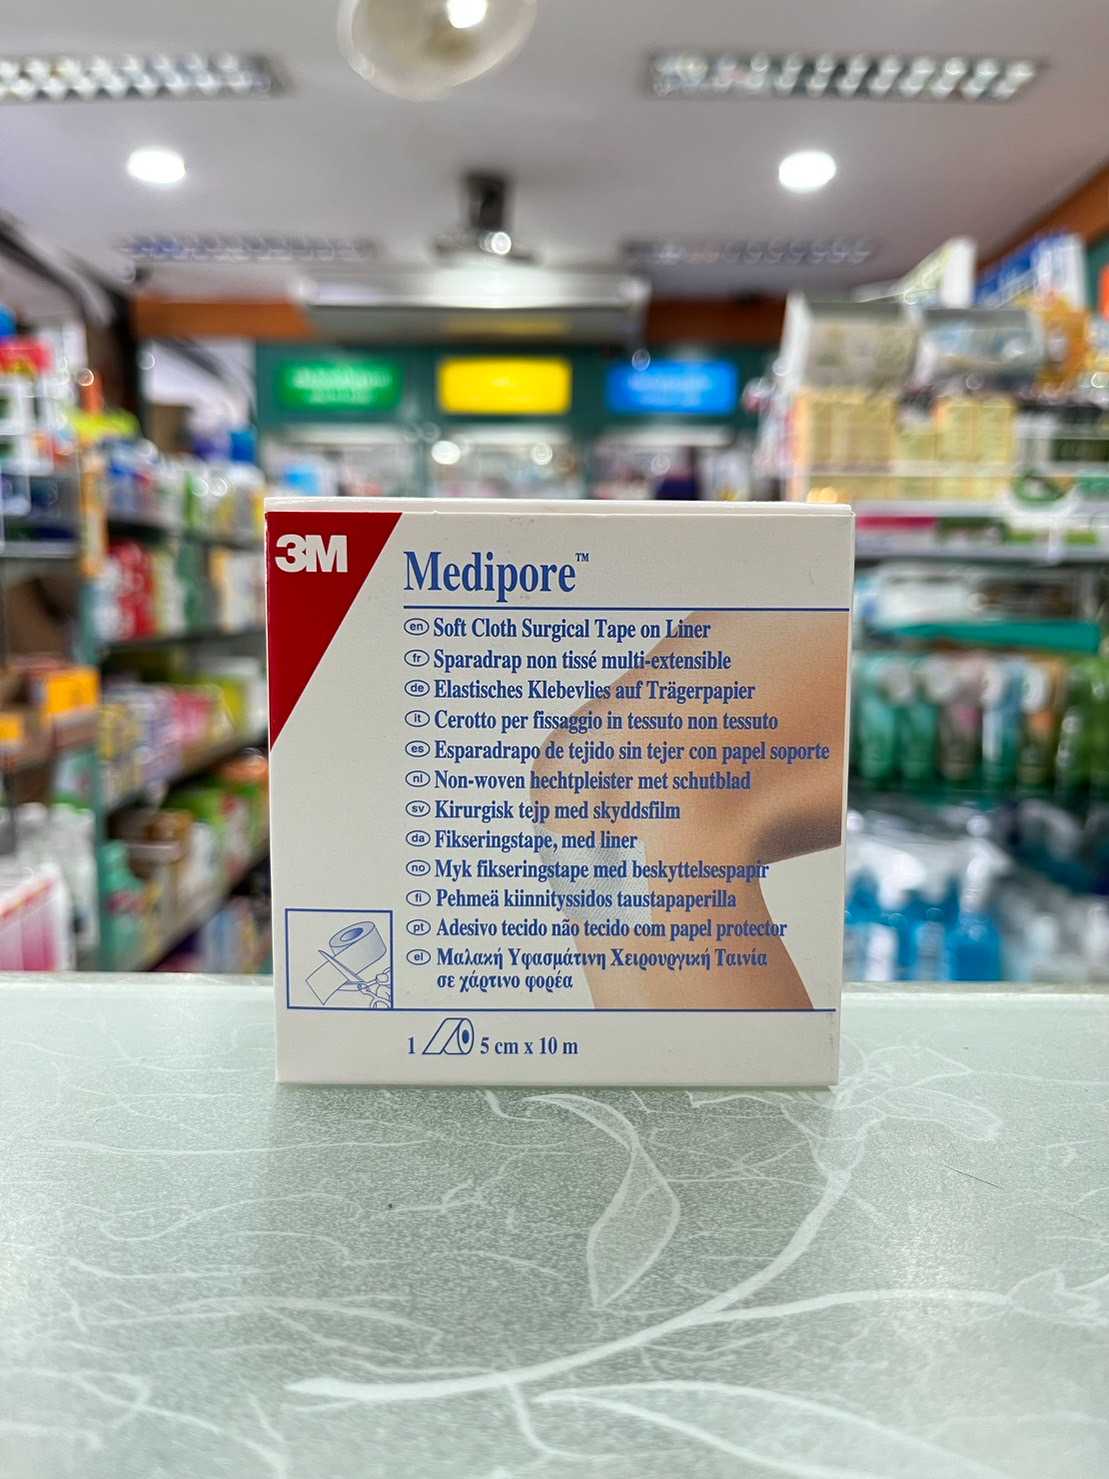 3M
Medipore™
en Soft Cloth Surgical Tape on Liner
fr Sparadrap non tissé multi-extensible
de Elastisches Klebevlies auf Trägerpapier
it Cerotto per fissaggio in tessuto non tessuto
es Esparadrapo de tejido sin tejer con papel soporte
nl Non-woven hechtpleister met schutblad
sv Kirurgisk tejp med skyddsfilm
da Fikseringstape, med liner
no Myk fikseringstape med beskyttelsespapir
fi Pehmeä kiinnityssidos taustapaperilla
pt Adesivo tecido não tecido com papel protector
el Μαλακή Υφασμάτινη Χειρουργική Ταινία
σε χάρτινο φορέα
1 5 cm x 10 m